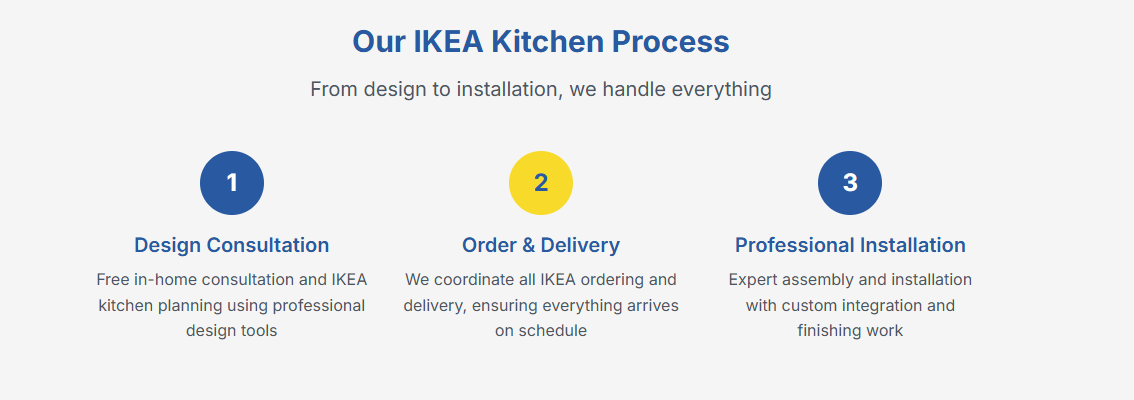 Our IKEA Kitchen Process
From design to installation, we handle everything
1
Design Consultation
Free in-home consultation and IKEA
kitchen planning using professional
design tools
2
Order & Delivery
We coordinate all IKEA ordering and
delivery, ensuring everything arrives
on schedule
3
Professional Installation
Expert assembly and installation
with custom integration and
finishing work